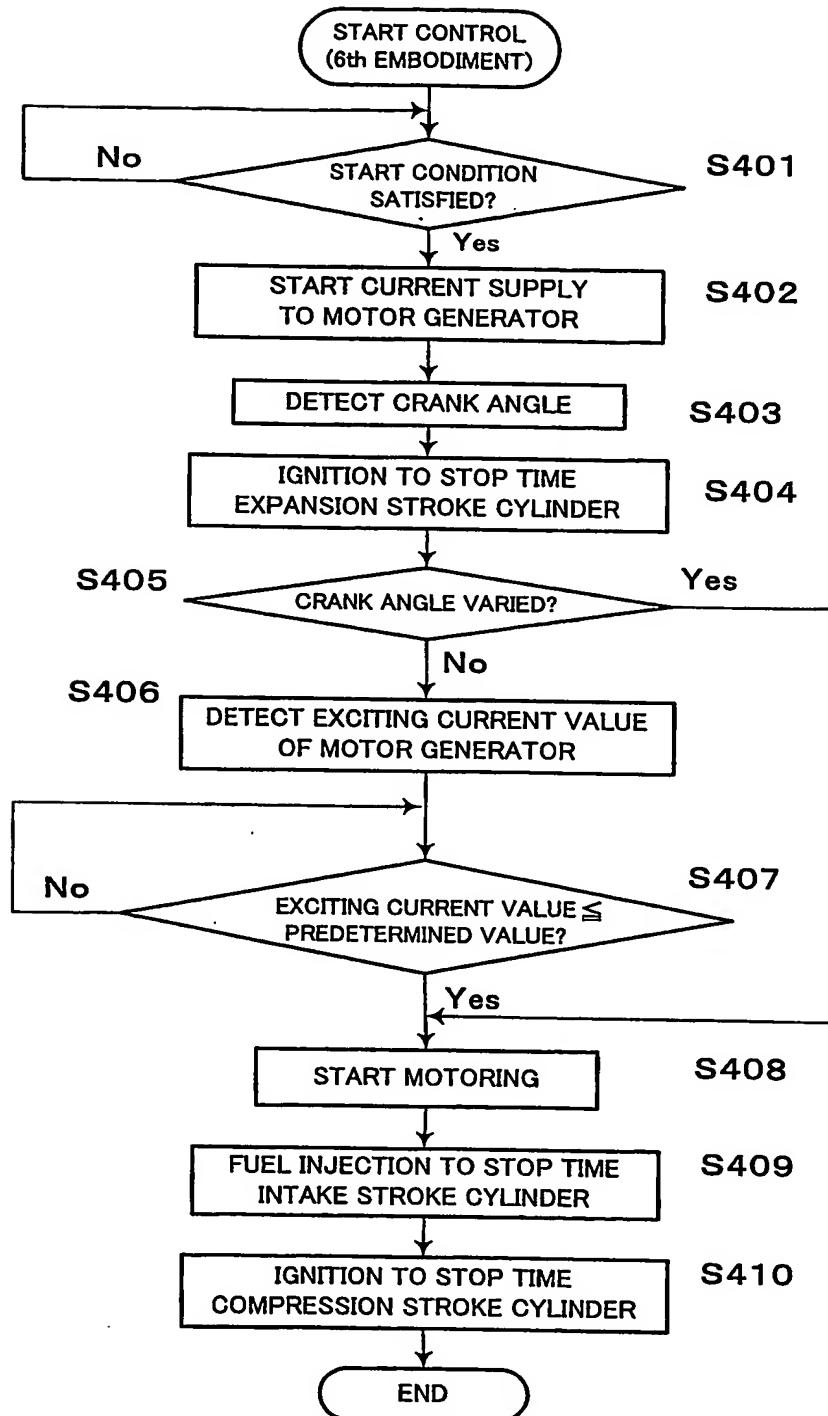 START CONTROL
(6th EMBODIMENT)
No
START CONDITION
SATISFIED?
S401
Yes
START CURRENT SUPPLY
TO MOTOR GENERATOR
S402
DETECT CRANK ANGLE
S403
IGNITION TO STOP TIME
EXPANSION STROKE CYLINDER
S404
S405
CRANK ANGLE VARIED?
Yes
No
S406
DETECT EXCITING CURRENT VALUE
OF MOTOR GENERATOR
No
EXCITING CURRENT VALUE ≦
PREDETERMINED VALUE?
S407
Yes
START MOTORING
S408
FUEL INJECTION TO STOP TIME
INTAKE STROKE CYLINDER
S409
IGNITION TO STOP TIME
COMPRESSION STROKE CYLINDER
S410
END